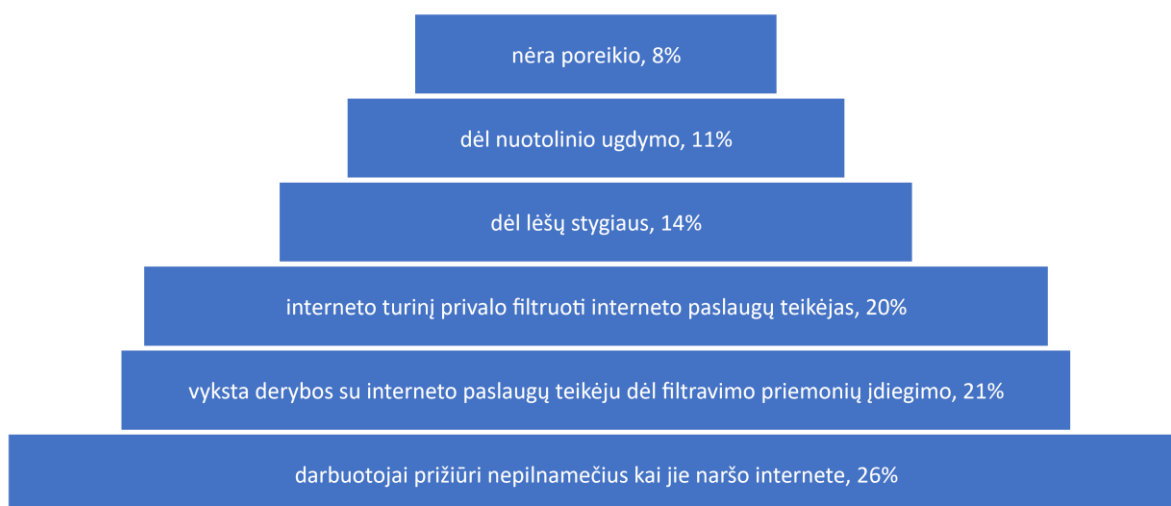 nėra poreikio, 8%
dėl nuotolinio ugdymo, 11%
dėl lėšų stygiaus, 14%
interneto turinį privalo filtruoti interneto paslaugų teikėjas, 20%
vyksta derybos su interneto paslaugų teikėju dėl filtravimo priemonių įdiegimo, 21%
darbuotojai prižiūri nepilnamečius kai jie naršo internete, 26%